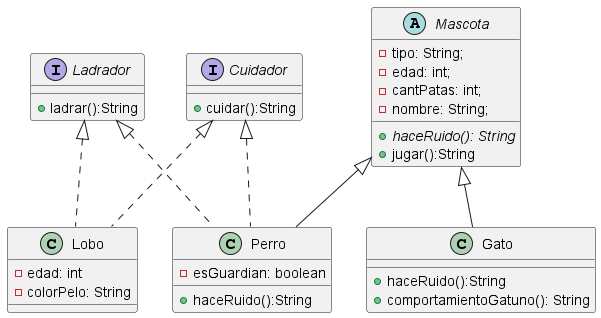 A Mascota
tipo: String;
edad: int;
cantPatas: int;
nombre: String;
haceRuido(): String
jugar():String
I Ladrador
ladrar():String
I Cuidador
cuidar():String
C Lobo
edad: int
colorPelo: String
C Perro
esGuardian: boolean
haceRuido():String
C Gato
haceRuido():String
comportamientoGatuno(): String